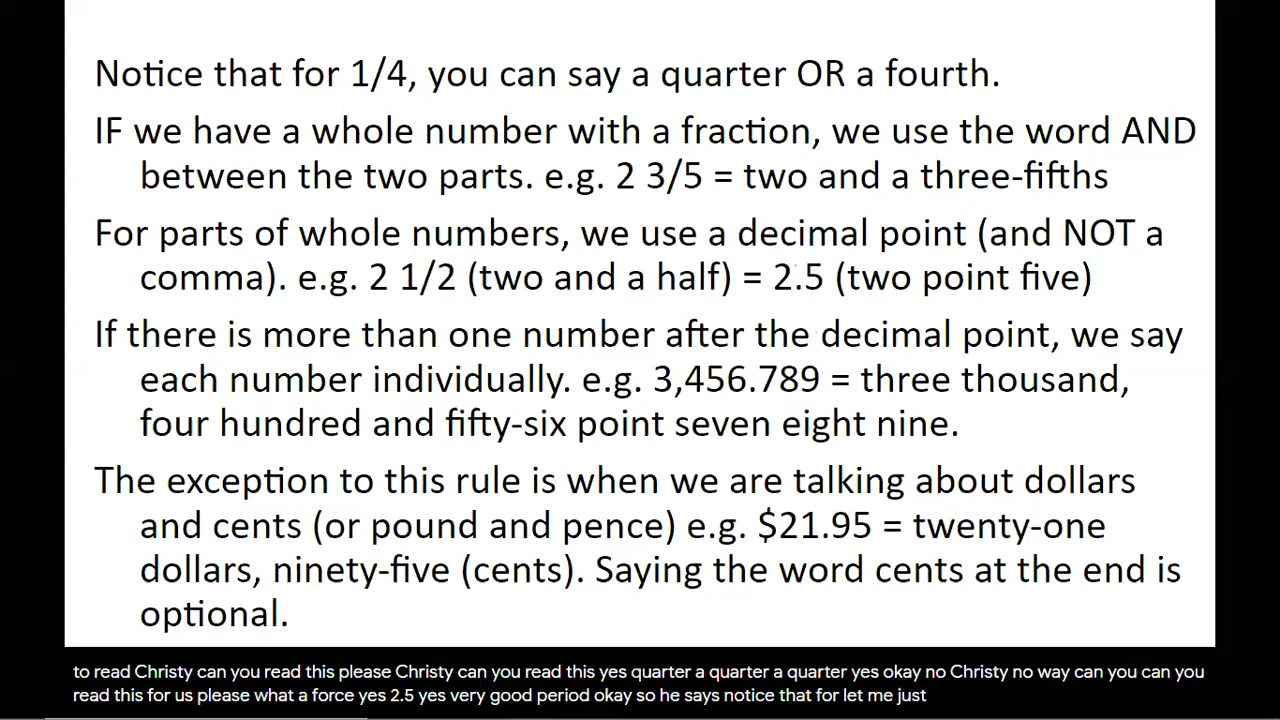 Notice that for 1/4, you can say a quarter OR a fourth.
IF we have a whole number with a fraction, we use the word AND
between the two parts. e.g. 2 3/5 = two and a three-fifths
For parts of whole numbers, we use a decimal point (and NOT a
comma). e.g. 2 1/2 (two and a half) = 2.5 (two point five)
If there is more than one number after the decimal point, we say
each number individually. e.g. 3,456.789 = three thousand,
four hundred and fifty-six point seven eight nine.
The exception to this rule is when we are talking about dollars
and cents (or pound and pence) e.g. $21.95 = twenty-one
dollars, ninety-five (cents). Saying the word cents at the end is
optional.
to read Christy can you read this please Christy can you read this yes quarter a quarter a quarter yes okay no Christy no way can you can you
read this for us please what a force yes 2.5 yes very good period okay so he says notice that for let me just